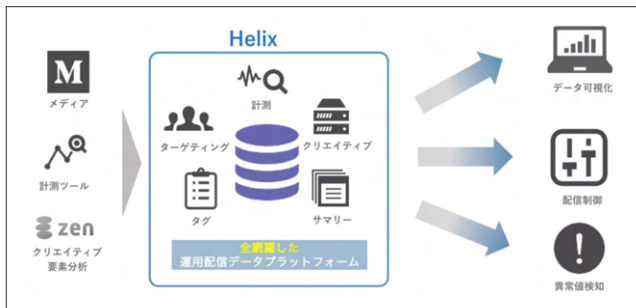 Helix
M
メディア
計測ツール
zen
クリエイティブ
要素分析
計測
ターゲティング
クリエイティブ
タグ
サマリー
全網羅した
運用配信データプラットフォーム
データ可視化
配信制御
異常値検知